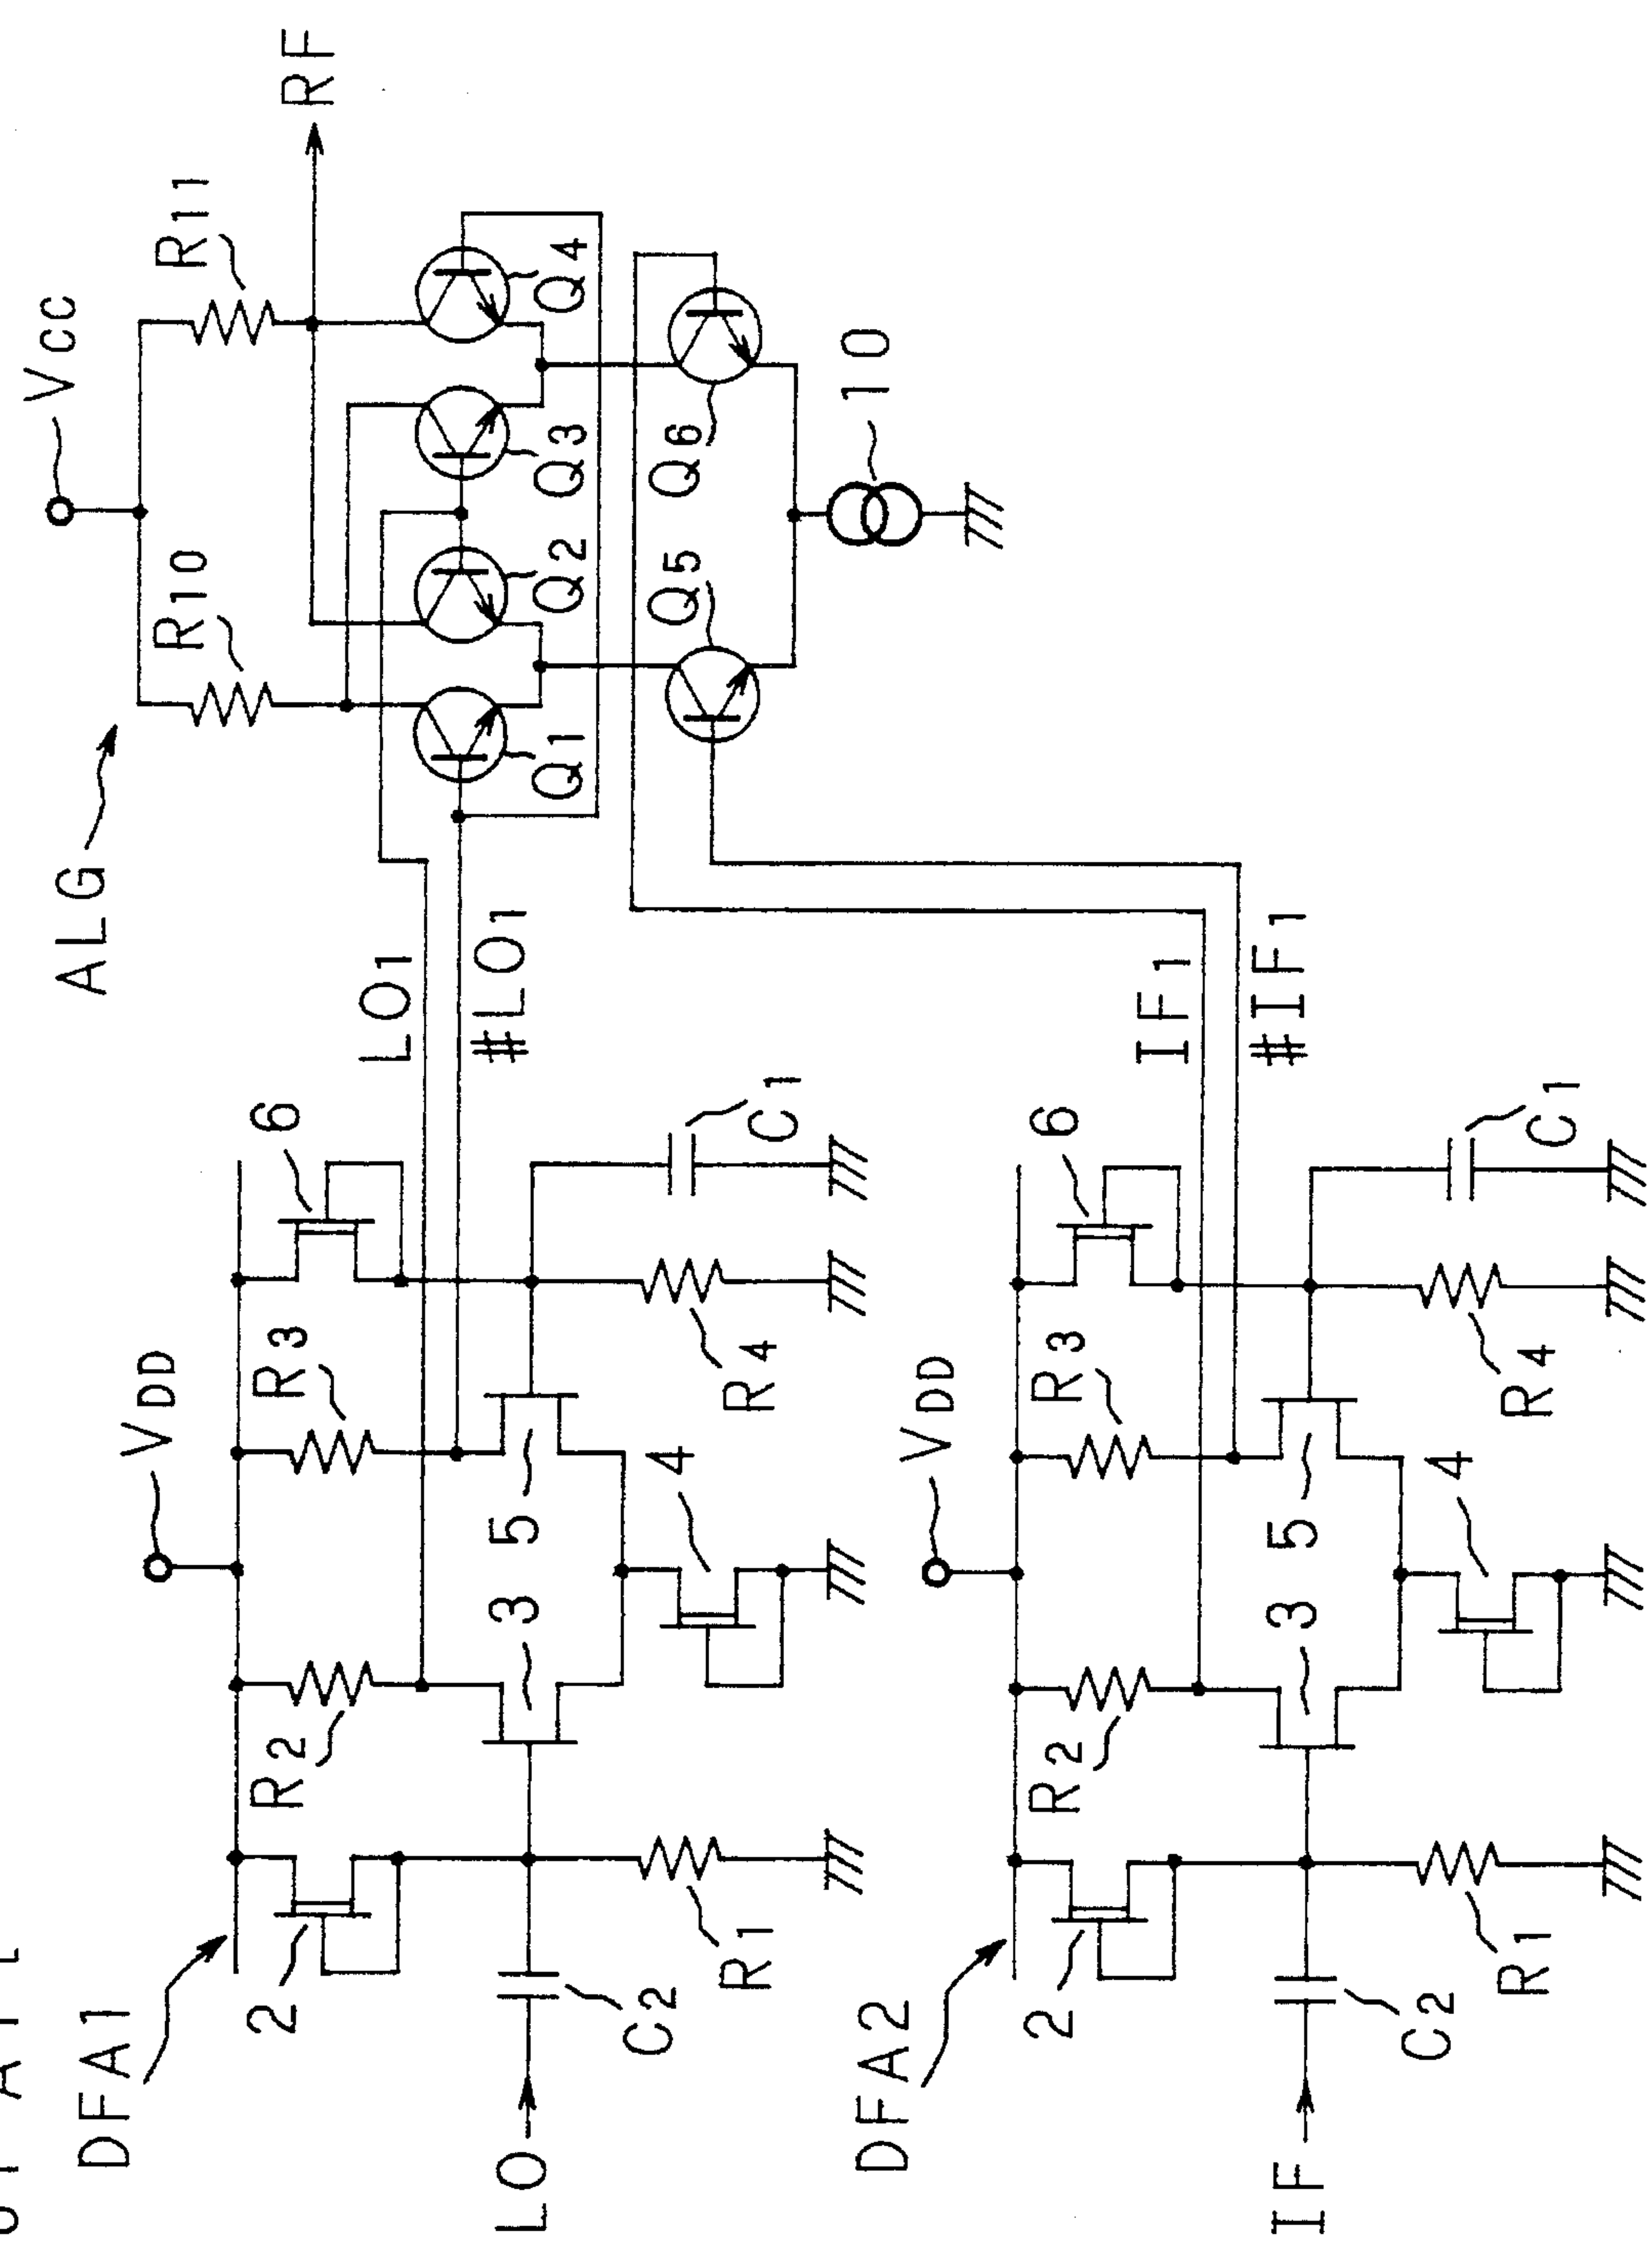 DFA1
VDD
ALG
VCC
R10
R11
RF
2
R2
R3
6
LO1
#LO1
Q1
Q2
Q3
Q4
LO
C2
R1
3
5
4
R4
C1
Q5
Q6
10
DFA2
VDD
2
R2
R3
6
IF1
#IF1
IF
C2
R1
3
5
4
R4
C1